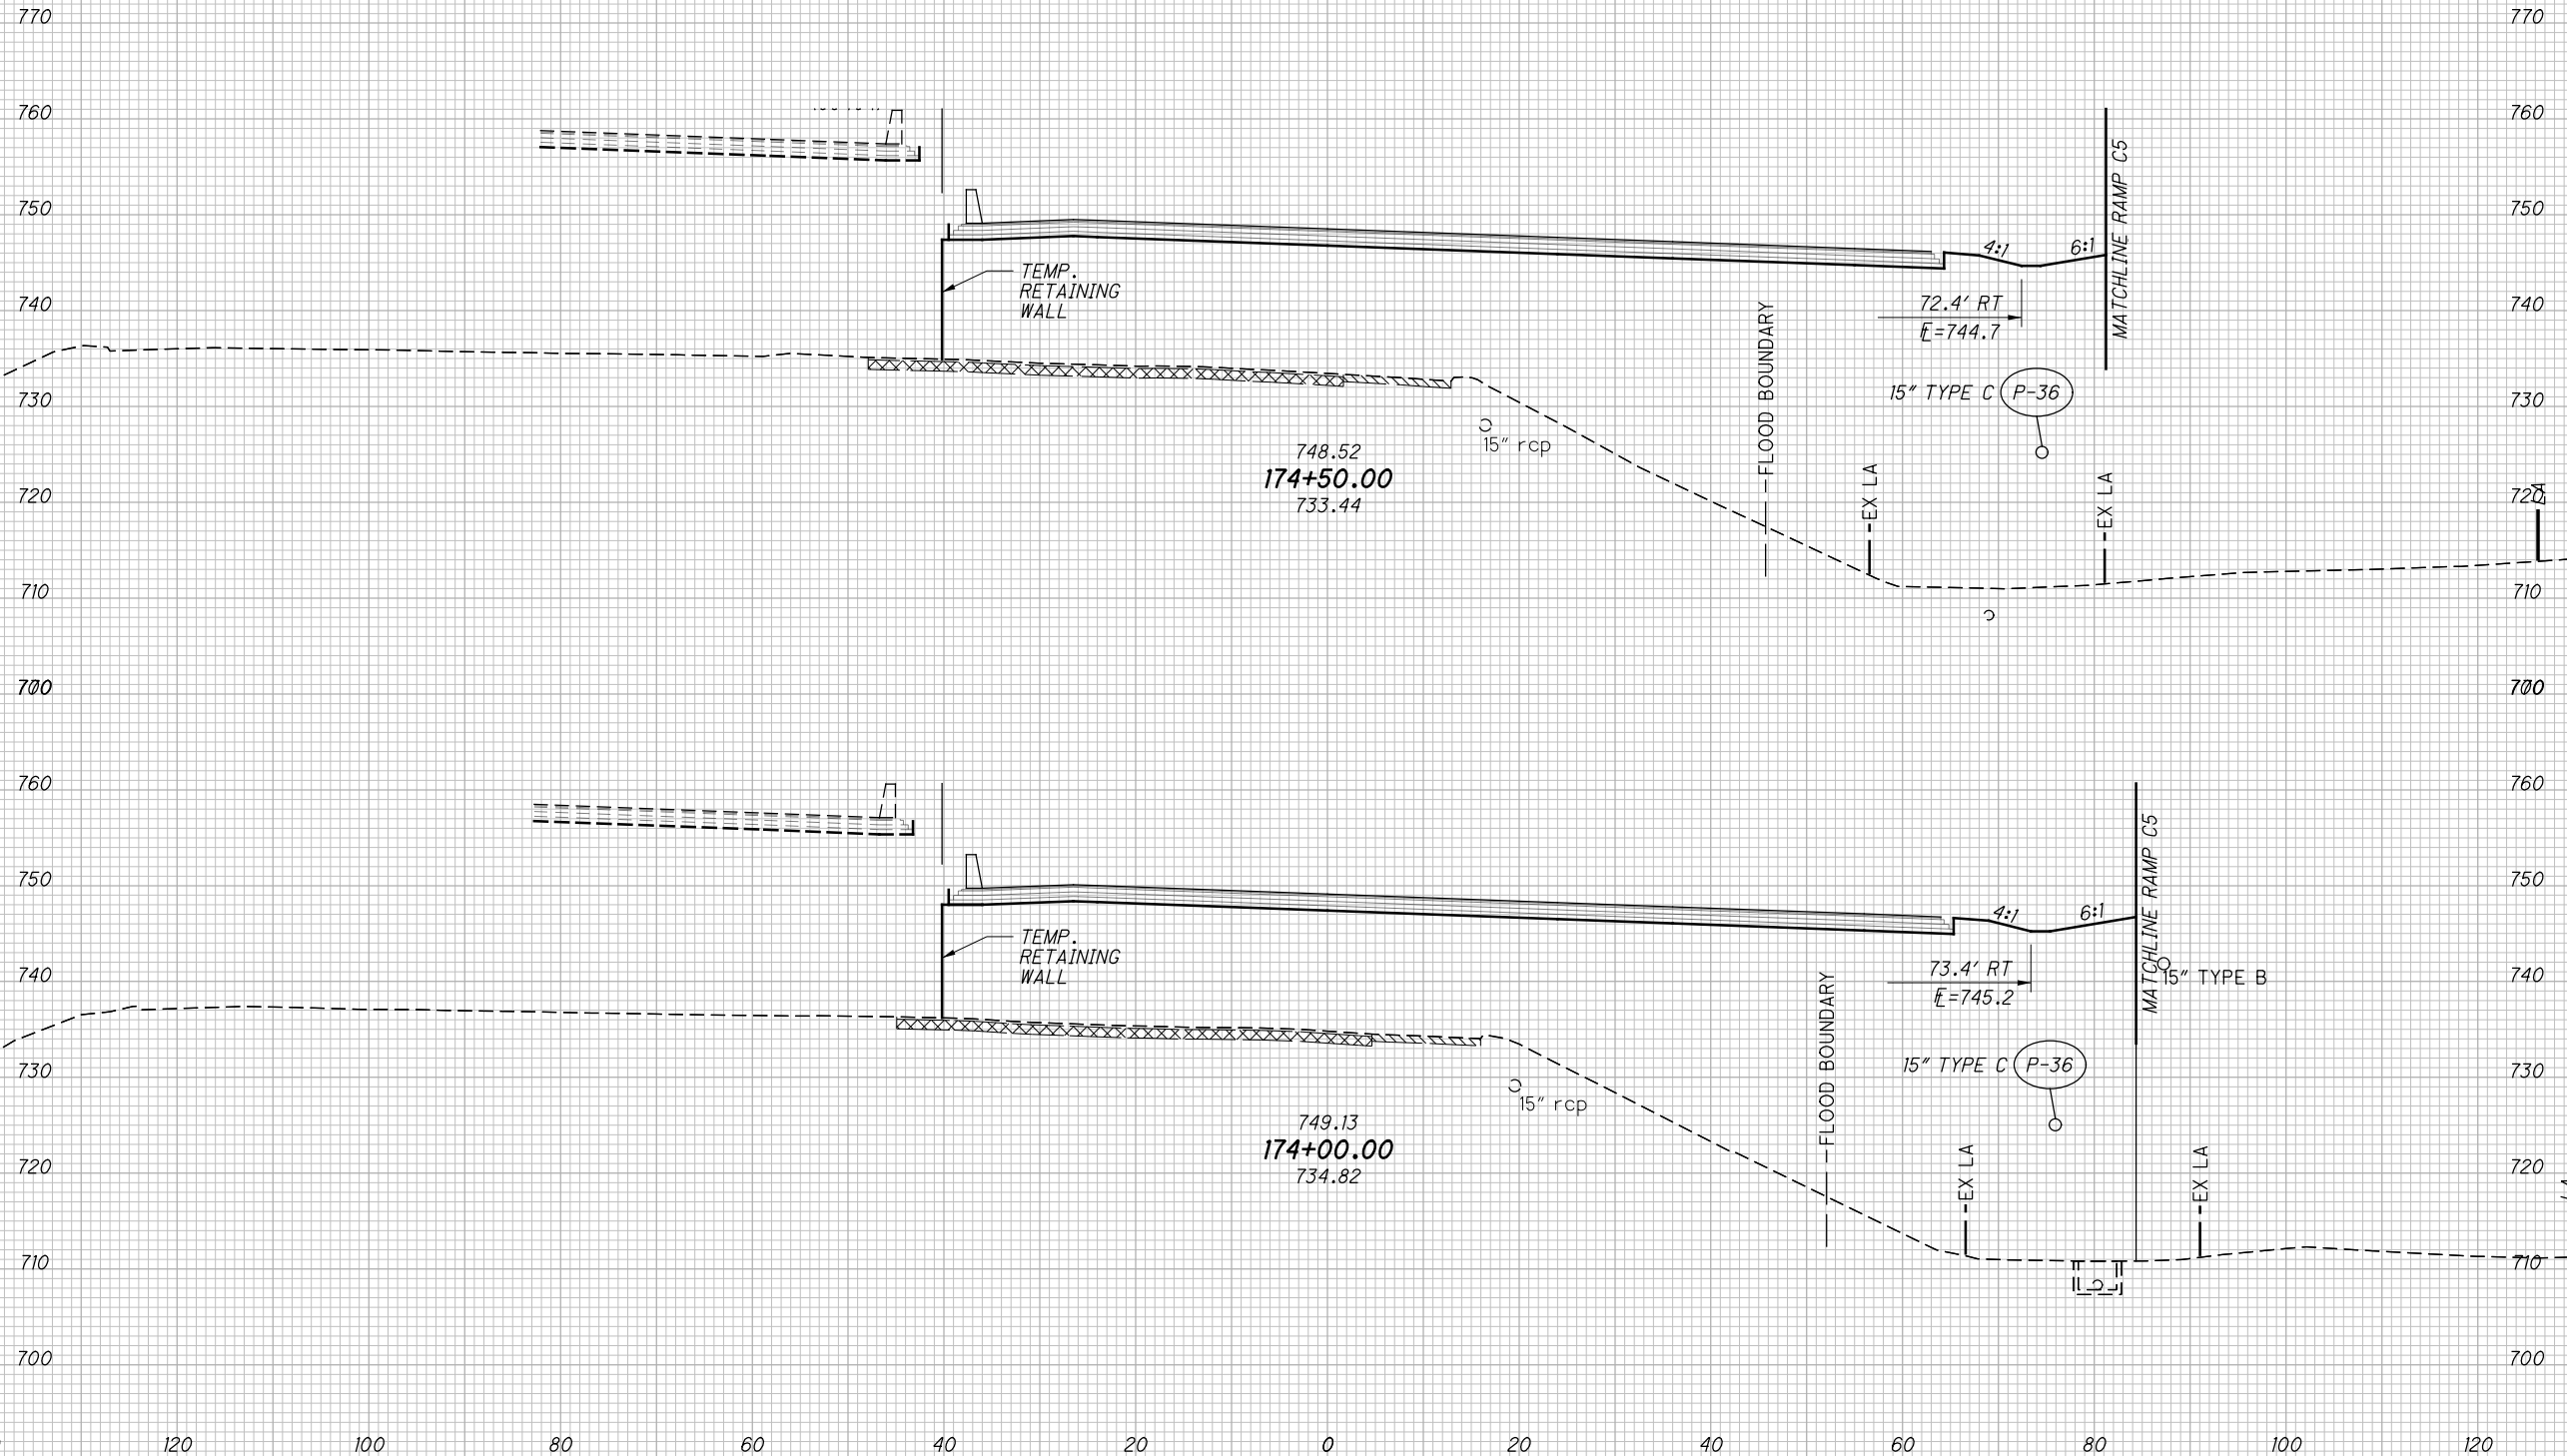 770 770
760 760
750 750
740 740
730 730
720 720
710 710
700 700
MATCHLINE RAMP C5
4:1 6:1
TEMP.
RETAINING
WALL
72.4' RT
FL=744.7
FLOOD BOUNDARY
15" TYPE C P-36
15" rcp
748.52
174+50.00
733.44
EX LA
EX LA
LA
760 760
750 750
740 740
730 730
720 720
710 710
700 700
MATCHLINE RAMP C5
4:1 6:1
TEMP.
RETAINING
WALL
73.4' RT
FL=745.2
15" TYPE B
FLOOD BOUNDARY
15" TYPE C P-36
15" rcp
749.13
174+00.00
734.82
EX LA
EX LA
120 100 80 60 40 20 0 20 40 60 80 100 120